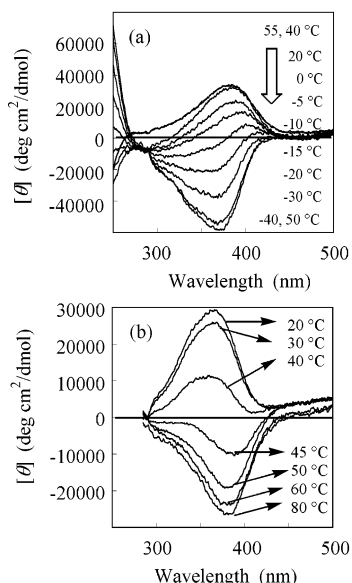 (a)
[θ] (deg cm²/dmol)
60000
40000
20000
0
-20000
-40000
55, 40 °C
20 °C
0 °C
-5 °C
-10 °C
-15 °C
-20 °C
-30 °C
-40, 50 °C
300 400 500
Wavelength (nm)
(b)
[θ] (deg cm²/dmol)
30000
20000
10000
0
-10000
-20000
20 °C
30 °C
40 °C
45 °C
50 °C
60 °C
80 °C
300 400 500
Wavelength (nm)